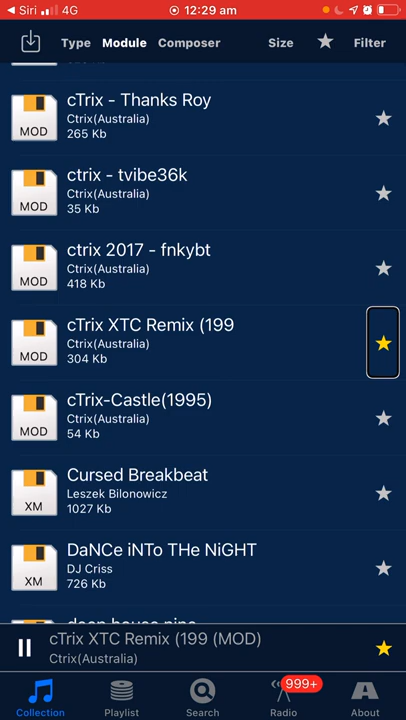 Siri 4G 12:29 am
Type Module Composer Size Filter
cTrix - Thanks Roy
Ctrix(Australia)
265 Kb
MOD
ctrix - tvibe36k
Ctrix(Australia)
35 Kb
MOD
ctrix 2017 - fnkybt
Ctrix(Australia)
418 Kb
MOD
cTrix XTC Remix (199
Ctrix(Australia)
304 Kb
MOD
cTrix-Castle(1995)
Ctrix(Australia)
54 Kb
MOD
Cursed Breakbeat
Leszek Bilonowicz
1027 Kb
XM
DaNCe iNTo THe NiGHT
DJ Criss
726 Kb
XM
cTrix XTC Remix (199 (MOD)
Ctrix(Australia)
999+
Collection Playlist Search Radio About